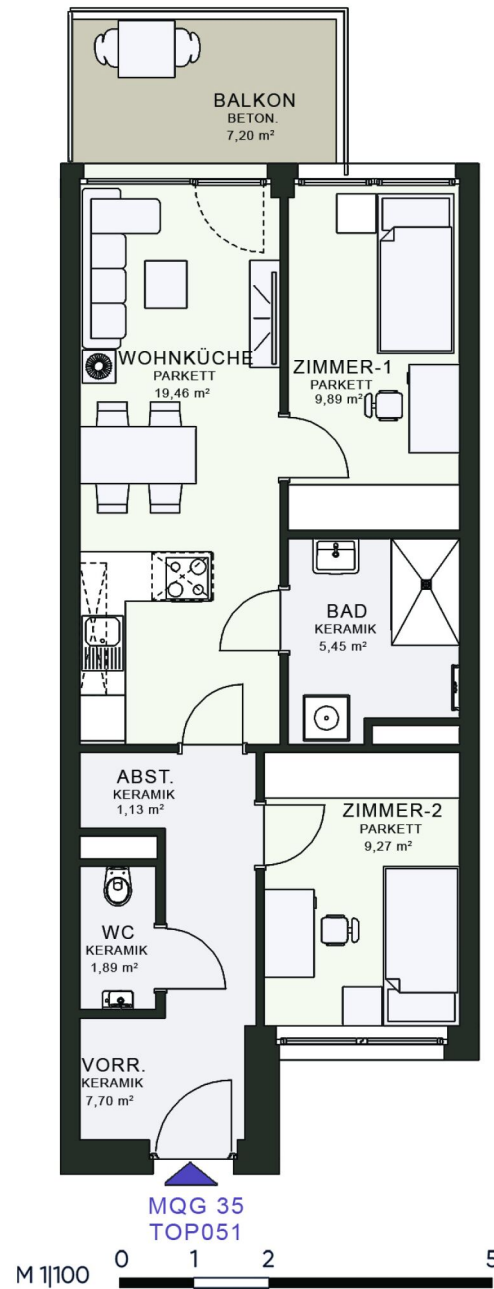 BALKON
BETON.
7,20 m²
WOHNKÜCHE
PARKETT
19,46 m²
ZIMMER-1
PARKETT
9,89 m²
BAD
KERAMIK
5,45 m²
ABST.
KERAMIK
1,13 m²
ZIMMER-2
PARKETT
9,27 m²
WC
KERAMIK
1,89 m²
VORR.
KERAMIK
7,70 m²
MQG 35
TOP051
M 1|100 0 1 2 5